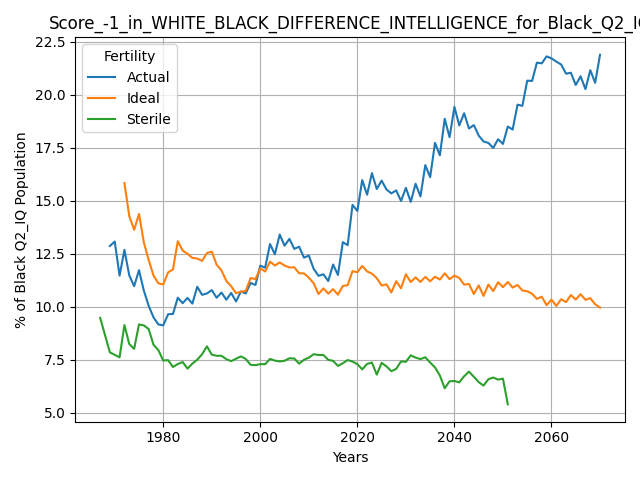 Score_-1_in_WHITE_BLACK_DIFFERENCE_INTELLIGENCE_for_Black_Q2_IQ
Fertility
Actual
Ideal
Sterile
% of Black Q2_IQ Population
22.5
20.0
17.5
15.0
12.5
10.0
7.5
5.0
1980
2000
2020
2040
2060
Years